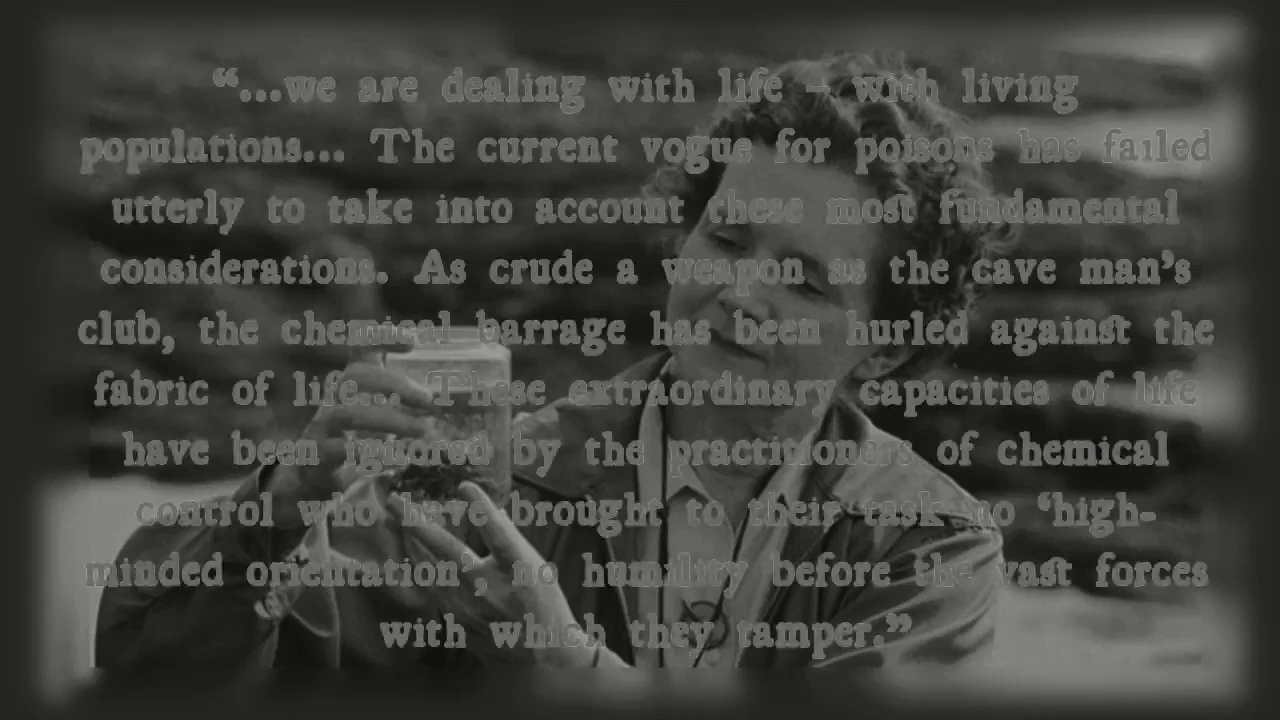 “...we are dealing with life – with living
populations... The current vogue for poisons has failed
utterly to take into account these most fundamental
considerations. As crude a weapon as the cave man’s
club, the chemical barrage has been hurled against the
fabric of life... These extraordinary capacities of life
have been ignored by the practitioners of chemical
control who have brought to their task no ‘high-
minded orientation’, no humility before the vast forces
with which they tamper.”